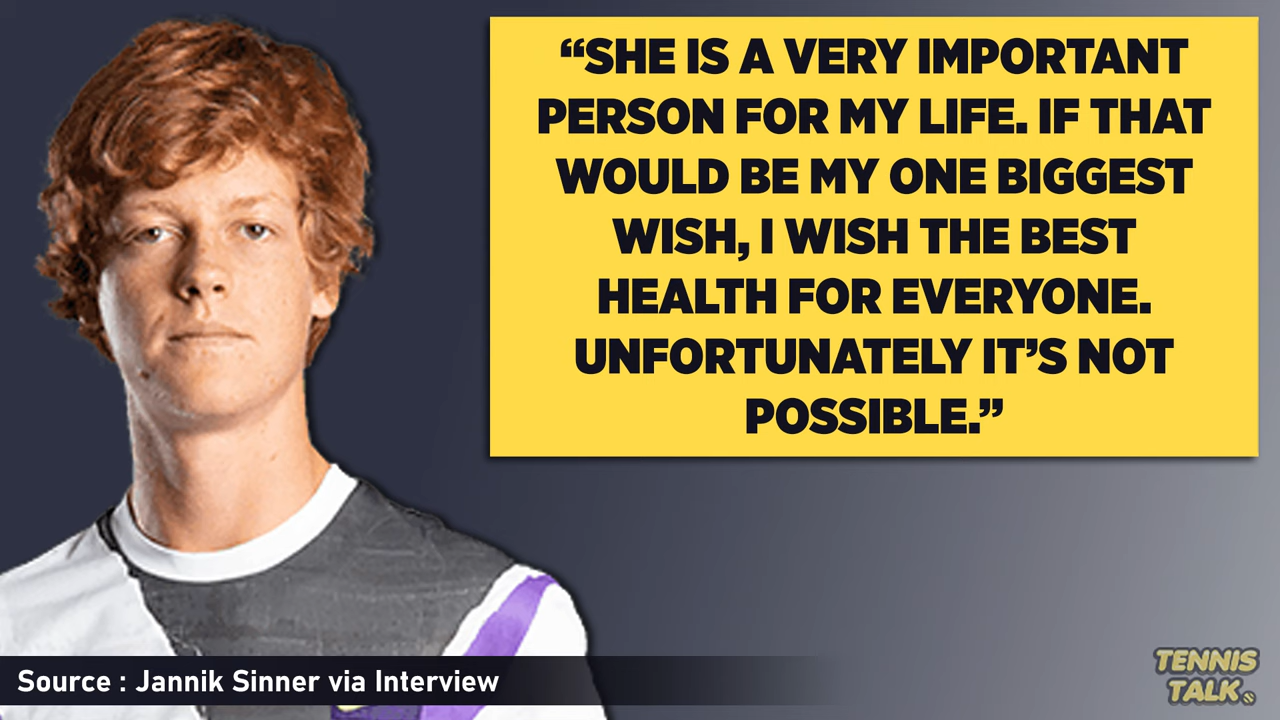 “SHE IS A VERY IMPORTANT
PERSON FOR MY LIFE. IF THAT
WOULD BE MY ONE BIGGEST
WISH, I WISH THE BEST
HEALTH FOR EVERYONE.
UNFORTUNATELY IT’S NOT
POSSIBLE.”
Source : Jannik Sinner via Interview
TENNIS
TALK